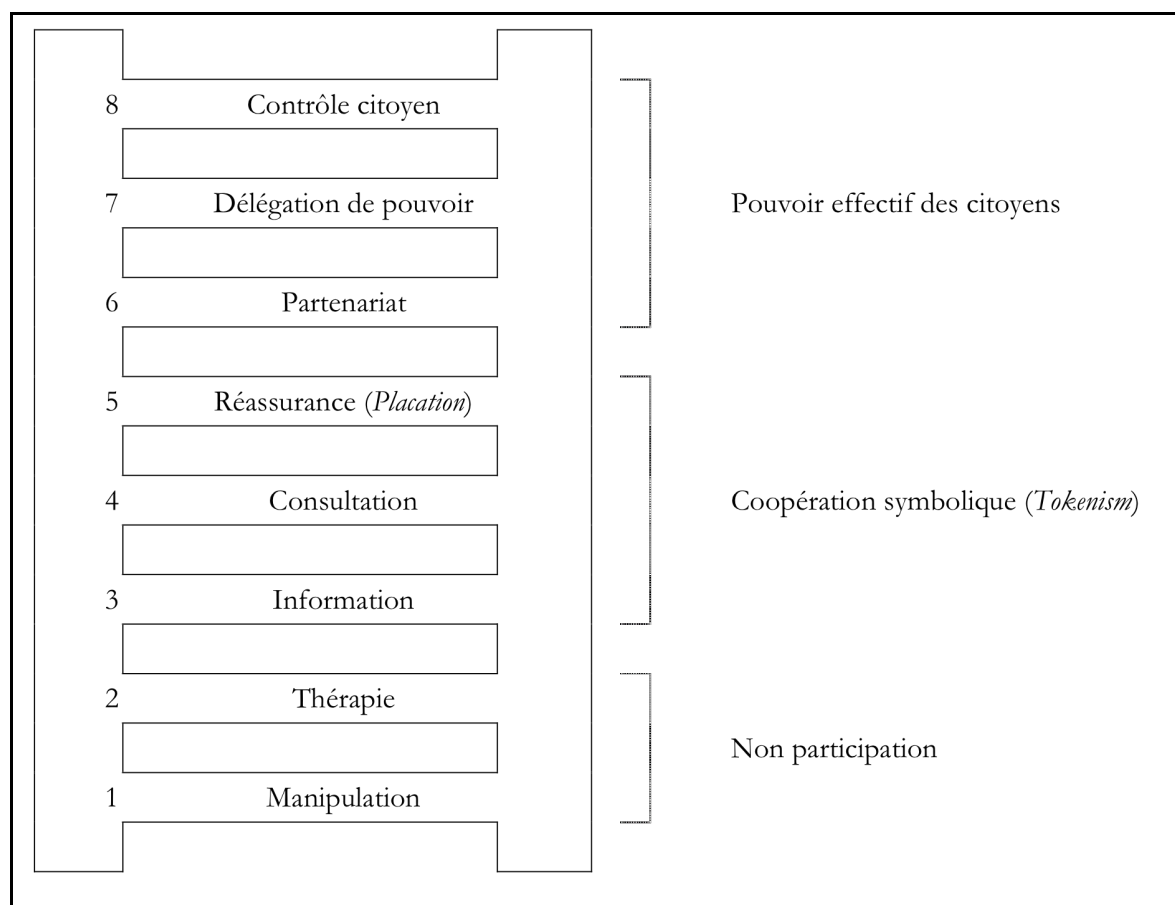 8 Contrôle citoyen
7 Délégation de pouvoir Pouvoir effectif des citoyens
6 Partenariat
5 Réassurance (Placation)
4 Consultation Coopération symbolique (Tokenism)
3 Information
2 Thérapie
Non participation
1 Manipulation